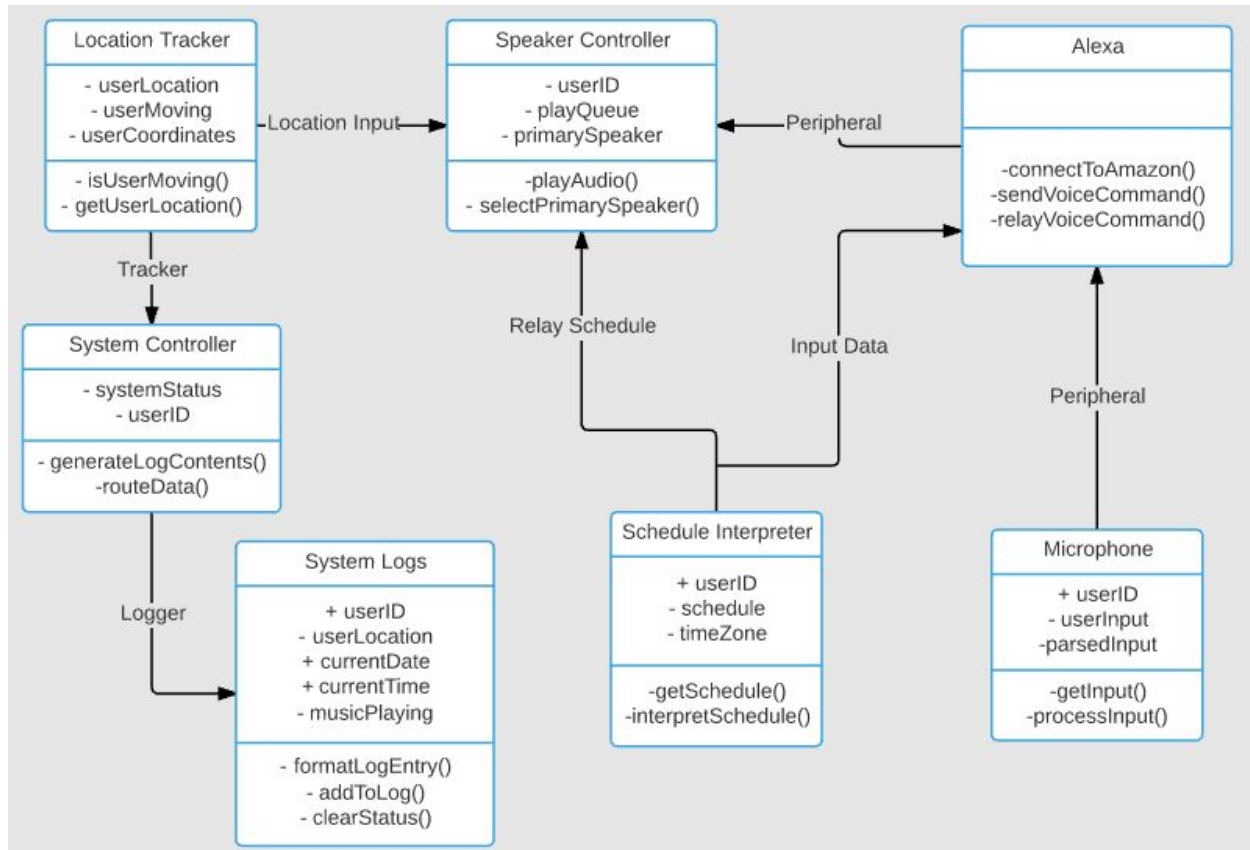 Location Tracker
- userLocation
- userMoving
- userCoordinates
- isUserMoving()
- getUserLocation()
Location Input
Speaker Controller
- userID
- playQueue
- primarySpeaker
-playAudio()
- selectPrimarySpeaker()
Peripheral
Alexa
-connectToAmazon()
-sendVoiceCommand()
-relayVoiceCommand()
Tracker
System Controller
- systemStatus
- userID
- generateLogContents()
-routeData()
Relay Schedule
Input Data
Peripheral
Logger
System Logs
+ userID
- userLocation
+ currentDate
+ currentTime
- musicPlaying
- formatLogEntry()
- addToLog()
- clearStatus()
Schedule Interpreter
+ userID
- schedule
- timeZone
-getSchedule()
-interpretSchedule()
Microphone
+ userID
- userInput
-parsedInput
-getInput()
-processInput()